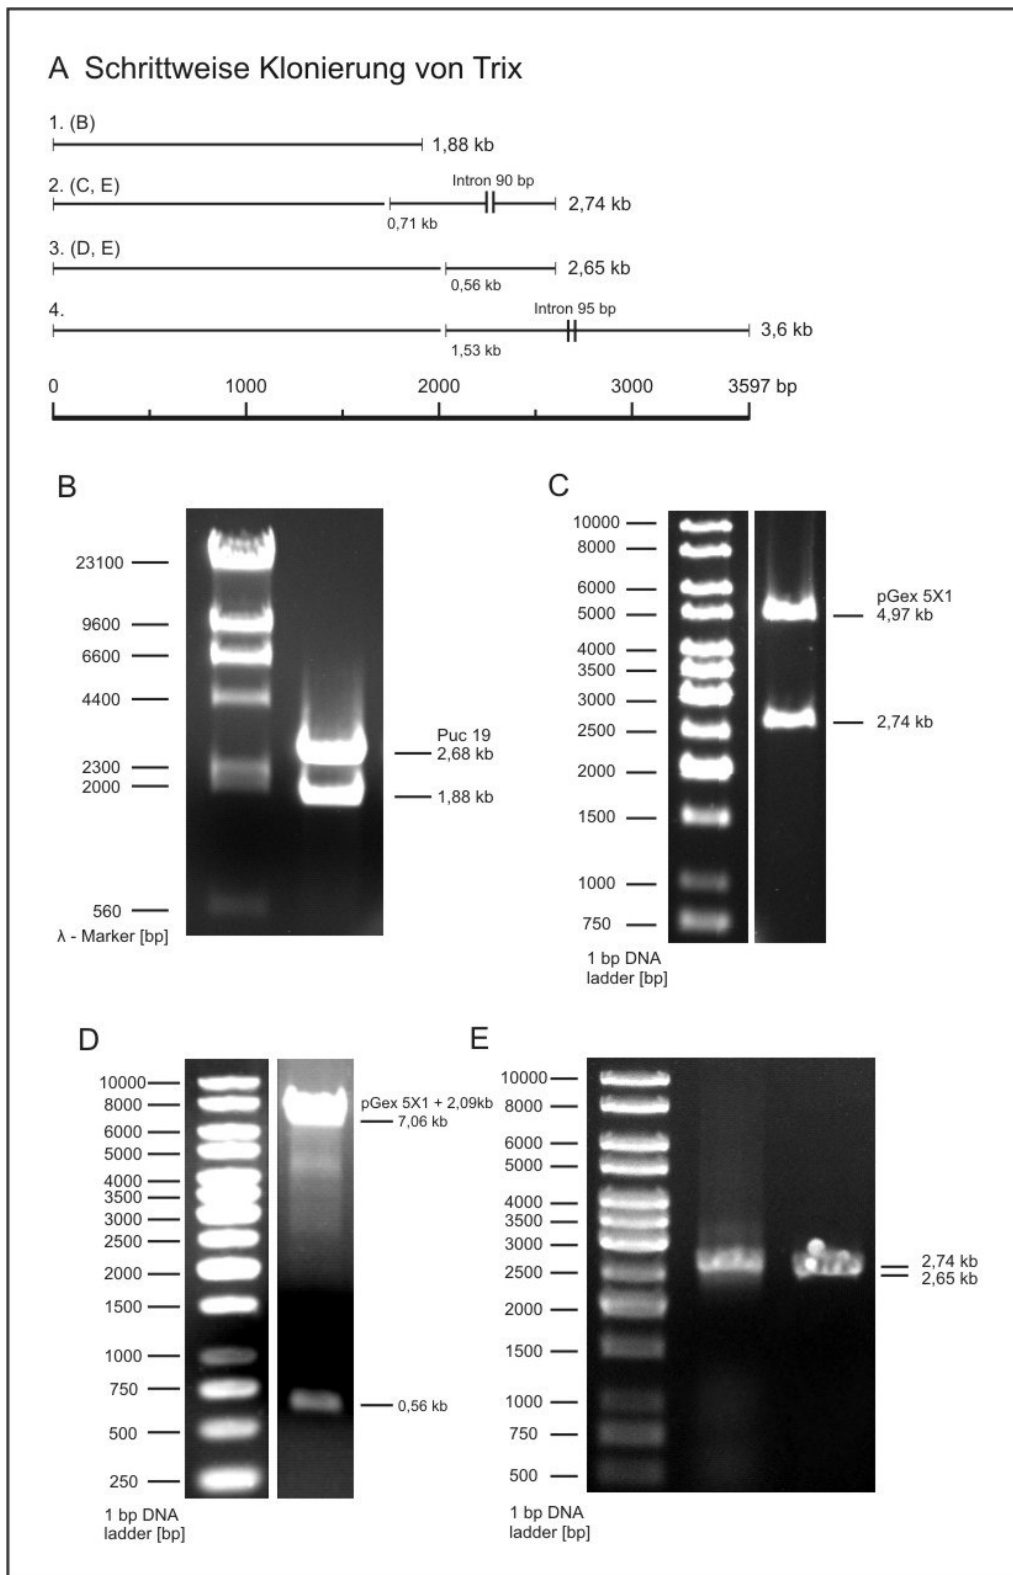 A Schrittweise Klonierung von Trix
1. (B)
1,88 kb
2. (C, E)
Intron 90 bp
2,74 kb
0,71 kb
3. (D, E)
2,65 kb
0,56 kb
4.
Intron 95 bp
3,6 kb
1,53 kb
0 1000 2000 3000 3597 bp
B
23100
9600
6600
4400
2300
2000
560
λ - Marker [bp]
Puc 19
2,68 kb
1,88 kb
C
10000
8000
6000
5000
4000
3500
3000
2500
2000
1500
1000
750
1 bp DNA
ladder [bp]
pGex 5X1
4,97 kb
2,74 kb
D
10000
8000
6000
5000
4000
3500
3000
2500
2000
1500
1000
750
500
250
1 bp DNA
ladder [bp]
pGex 5X1 + 2,09kb
7,06 kb
0,56 kb
E
10000
8000
6000
5000
4000
3500
3000
2500
2000
1500
1000
750
500
1 bp DNA
ladder [bp]
2,74 kb
2,65 kb